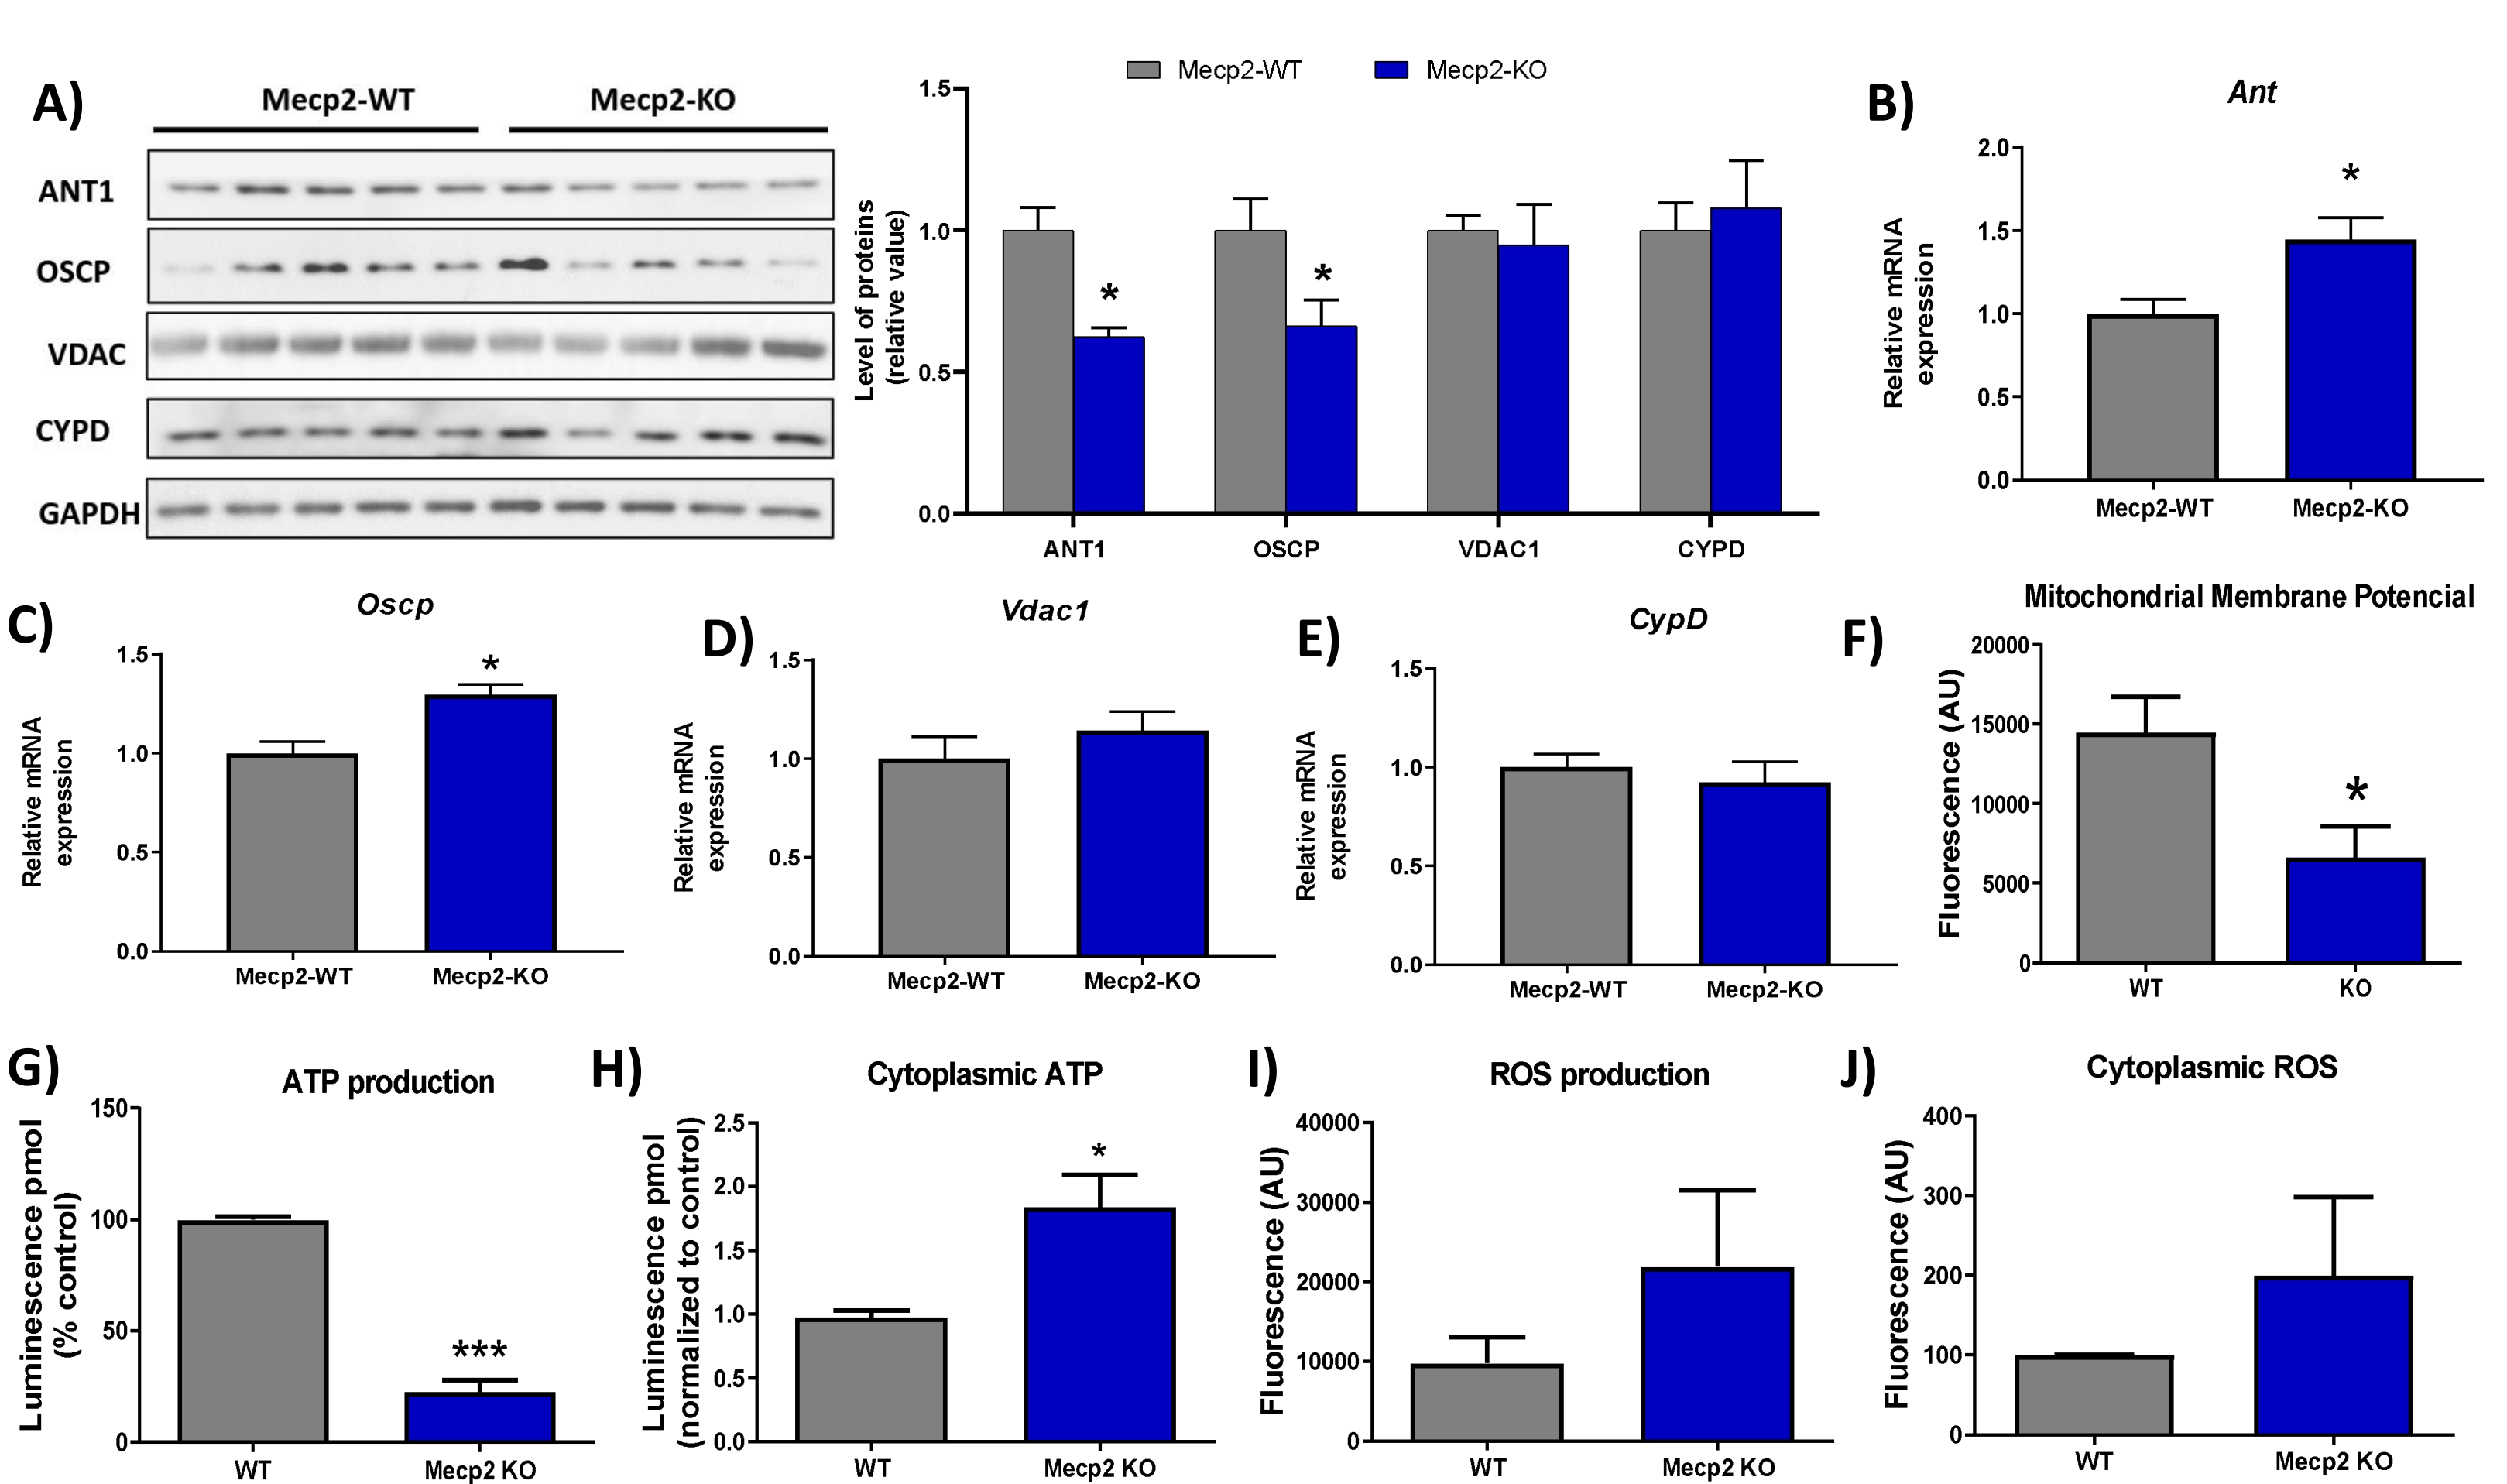 A)
Mecp2-WT
Mecp2-KO
ANT1
OSCP
VDAC
CYPD
GAPDH
Mecp2-WT
Mecp2-KO
Level of proteins
(relative value)
1.5
1.0
0.5
0.0
ANT1
OSCP
VDAC1
CYPD
*
*
B)
Ant
Relative mRNA
expression
2.0
1.5
1.0
0.5
0.0
*
Mecp2-WT
Mecp2-KO
C)
Oscp
Relative mRNA
expression
1.5
1.0
0.5
0.0
*
Mecp2-WT
Mecp2-KO
D)
Vdac1
Relative mRNA
expression
1.5
1.0
0.5
0.0
Mecp2-WT
Mecp2-KO
E)
CypD
Relative mRNA
expression
1.5
1.0
0.5
0.0
Mecp2-WT
Mecp2-KO
F)
Mitochondrial Membrane Potencial
Fluorescence (AU)
20000
15000
10000
5000
0
*
WT
KO
G)
ATP production
Luminescence pmol
(% control)
150
100
50
0
***
WT
Mecp2 KO
H)
Cytoplasmic ATP
Luminescence pmol
(normalized to control)
2.5
2.0
1.5
1.0
0.5
0.0
*
WT
Mecp2 KO
I)
ROS production
Fluorescence (AU)
40000
30000
20000
10000
0
WT
Mecp2 KO
J)
Cytoplasmic ROS
Fluorescence (AU)
400
300
200
100
0
WT
Mecp2 KO